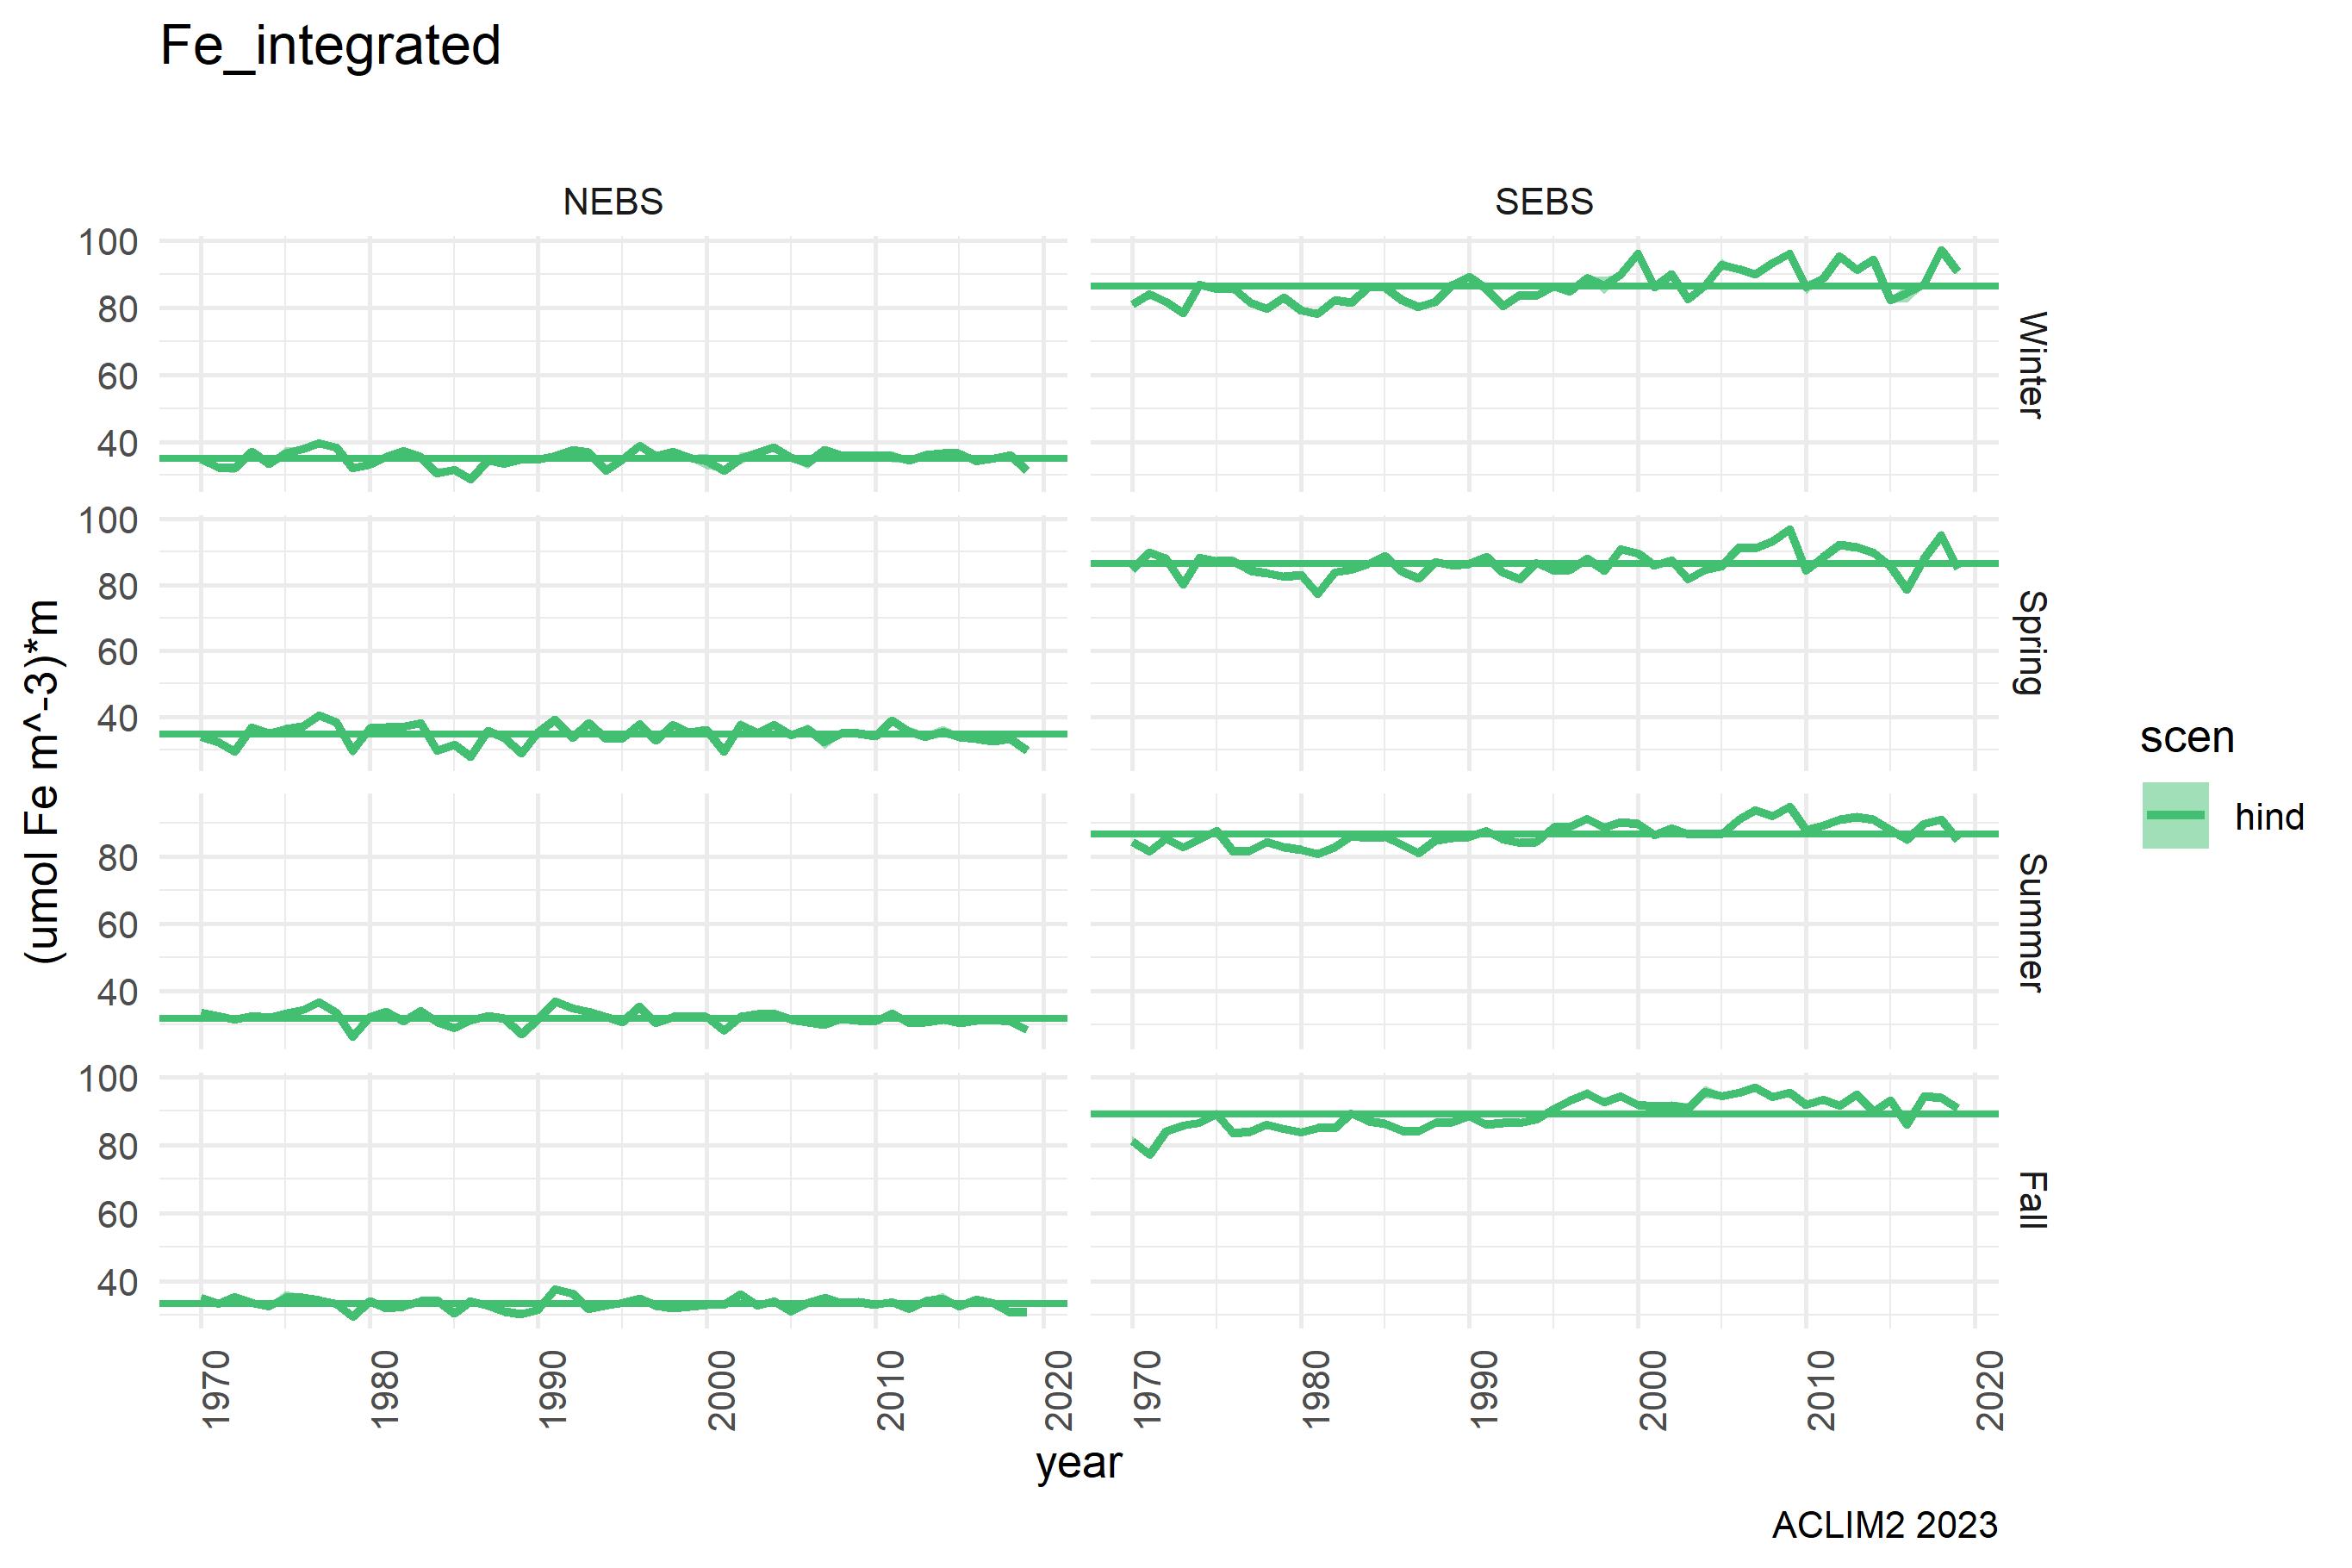 Fe_integrated
NEBS SEBS
100
80
60
40
Winter
100
80
60
40
Spring
80
60
40
Summer
100
80
60
40
Fall
(umol Fe m^-3)*m
1970 1980 1990 2000 2010 2020 1970 1980 1990 2000 2010 2020
year
scen
hind
ACLIM2 2023